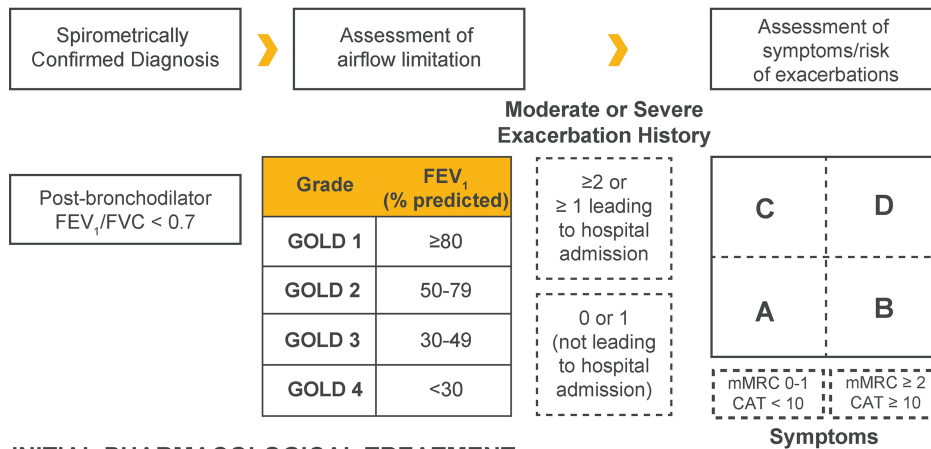 Spirometrically
Confirmed Diagnosis
Assessment of
airflow limitation
Assessment of
symptoms/risk
of exacerbations
Moderate or Severe
Exacerbation History
Post-bronchodilator
FEV₁/FVC < 0.7
Grade
FEV₁
(% predicted)
GOLD 1
≥80
GOLD 2
50-79
GOLD 3
30-49
GOLD 4
<30
≥2 or
≥ 1 leading
to hospital
admission
0 or 1
(not leading
to hospital
admission)
C
D
A
B
mMRC 0-1
CAT < 10
mMRC ≥ 2
CAT ≥ 10
Symptoms
INITIAL PHARMACOLOGICAL TREATMENT